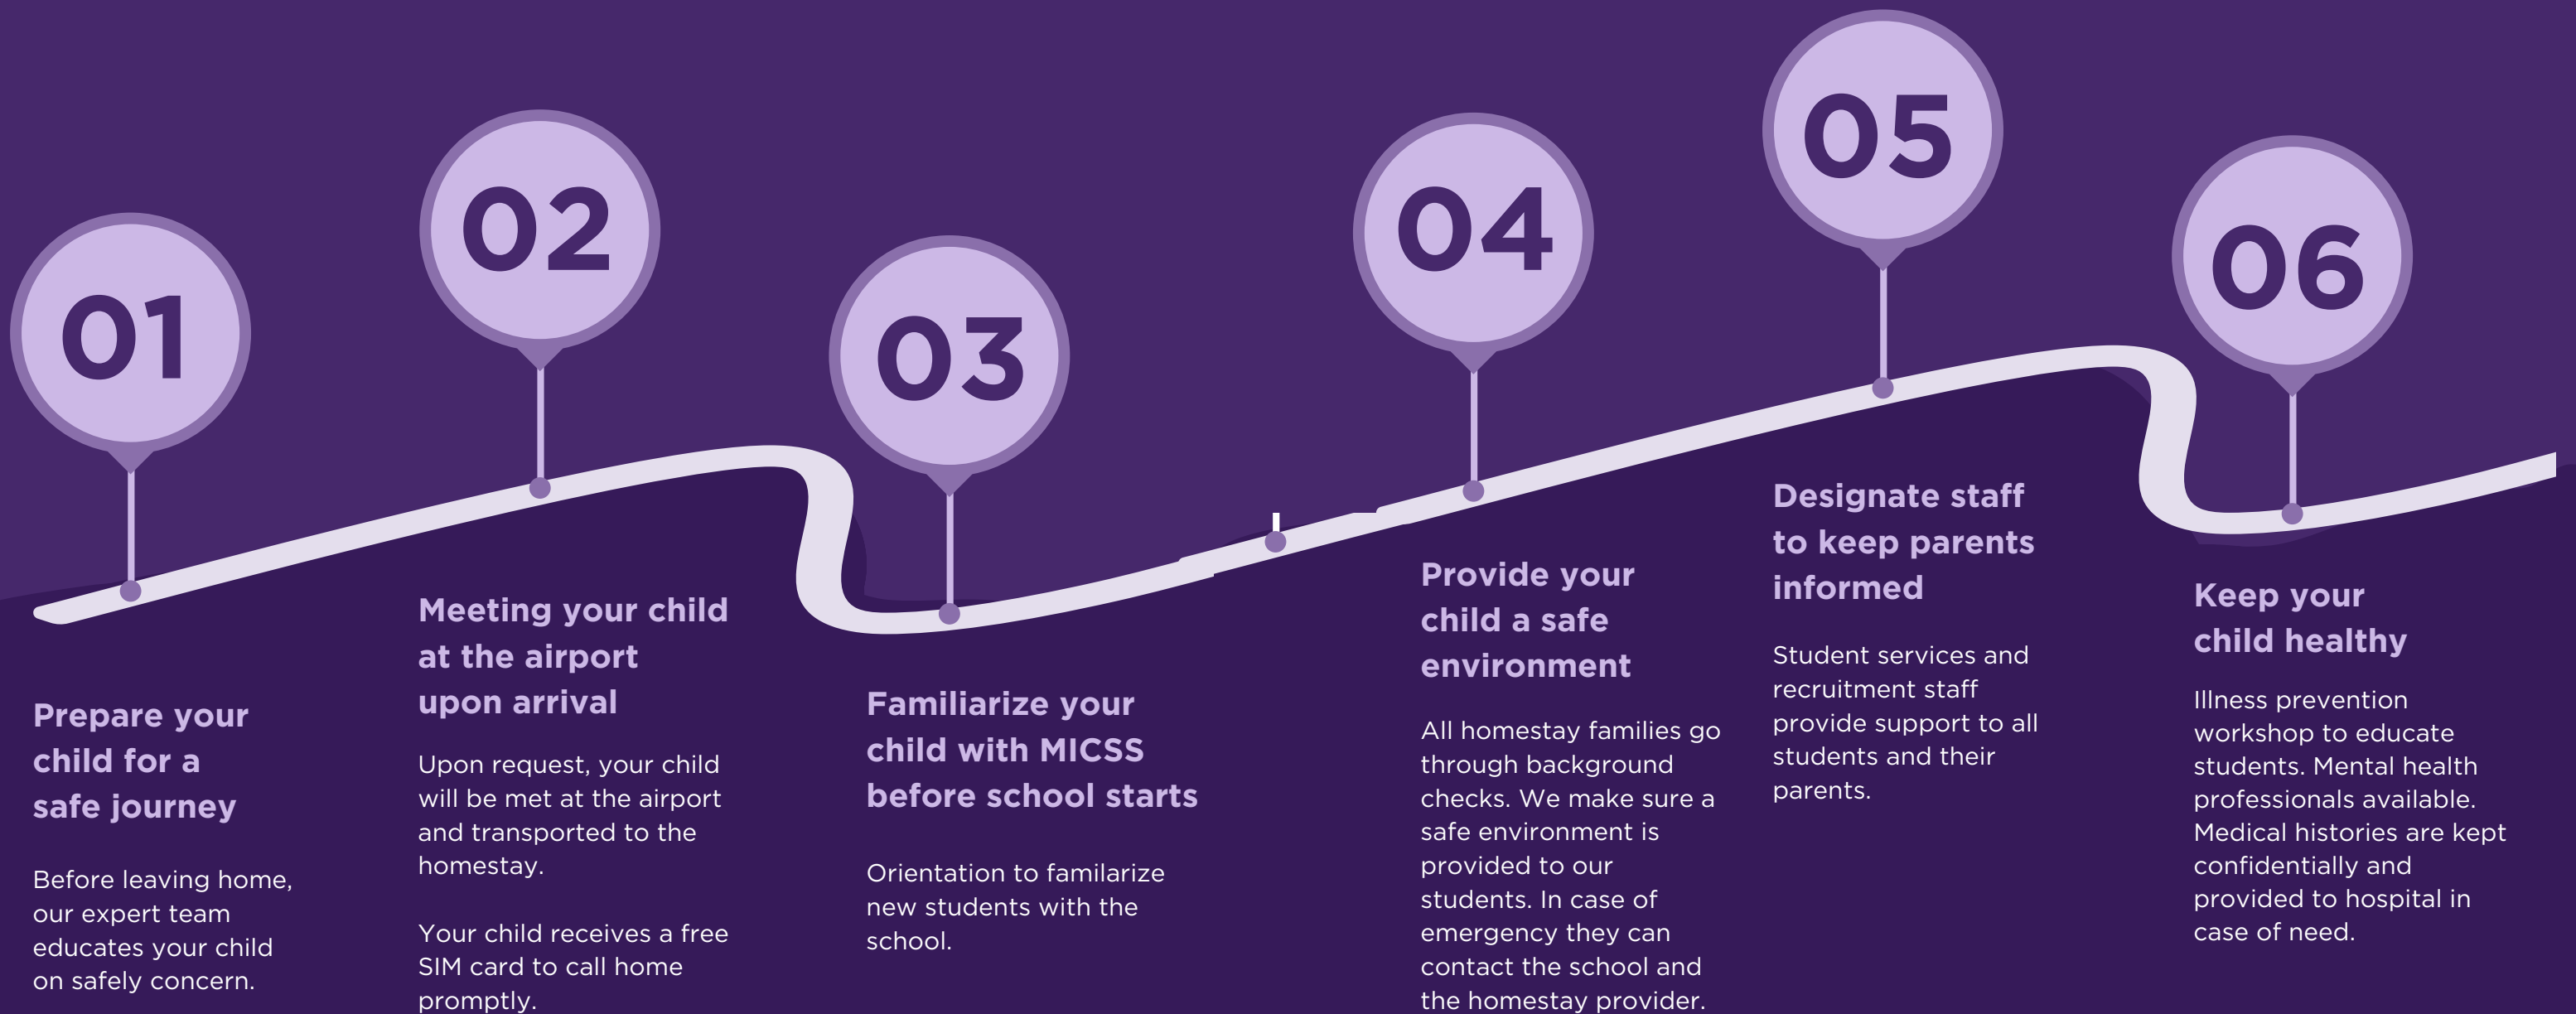 01
Prepare your
child for a
safe journey
Before leaving home,
our expert team
educates your child
on safely concern.
02
Meeting your child
at the airport
upon arrival
Upon request, your child
will be met at the airport
and transported to the
homestay.
Your child receives a free
SIM card to call home
promptly.
03
Familiarize your
child with MICSS
before school starts
Orientation to familarize
new students with the
school.
04
Provide your
child a safe
environment
All homestay families go
through background
checks. We make sure a
safe environment is
provided to our
students. In case of
emergency they can
contact the school and
the homestay provider.
05
Designate staff
to keep parents
informed
Student services and
recruitment staff
provide support to all
students and their
parents.
06
Keep your
child healthy
Illness prevention
workshop to educate
students. Mental health
professionals available.
Medical histories are kept
confidentially and
provided to hospital in
case of need.